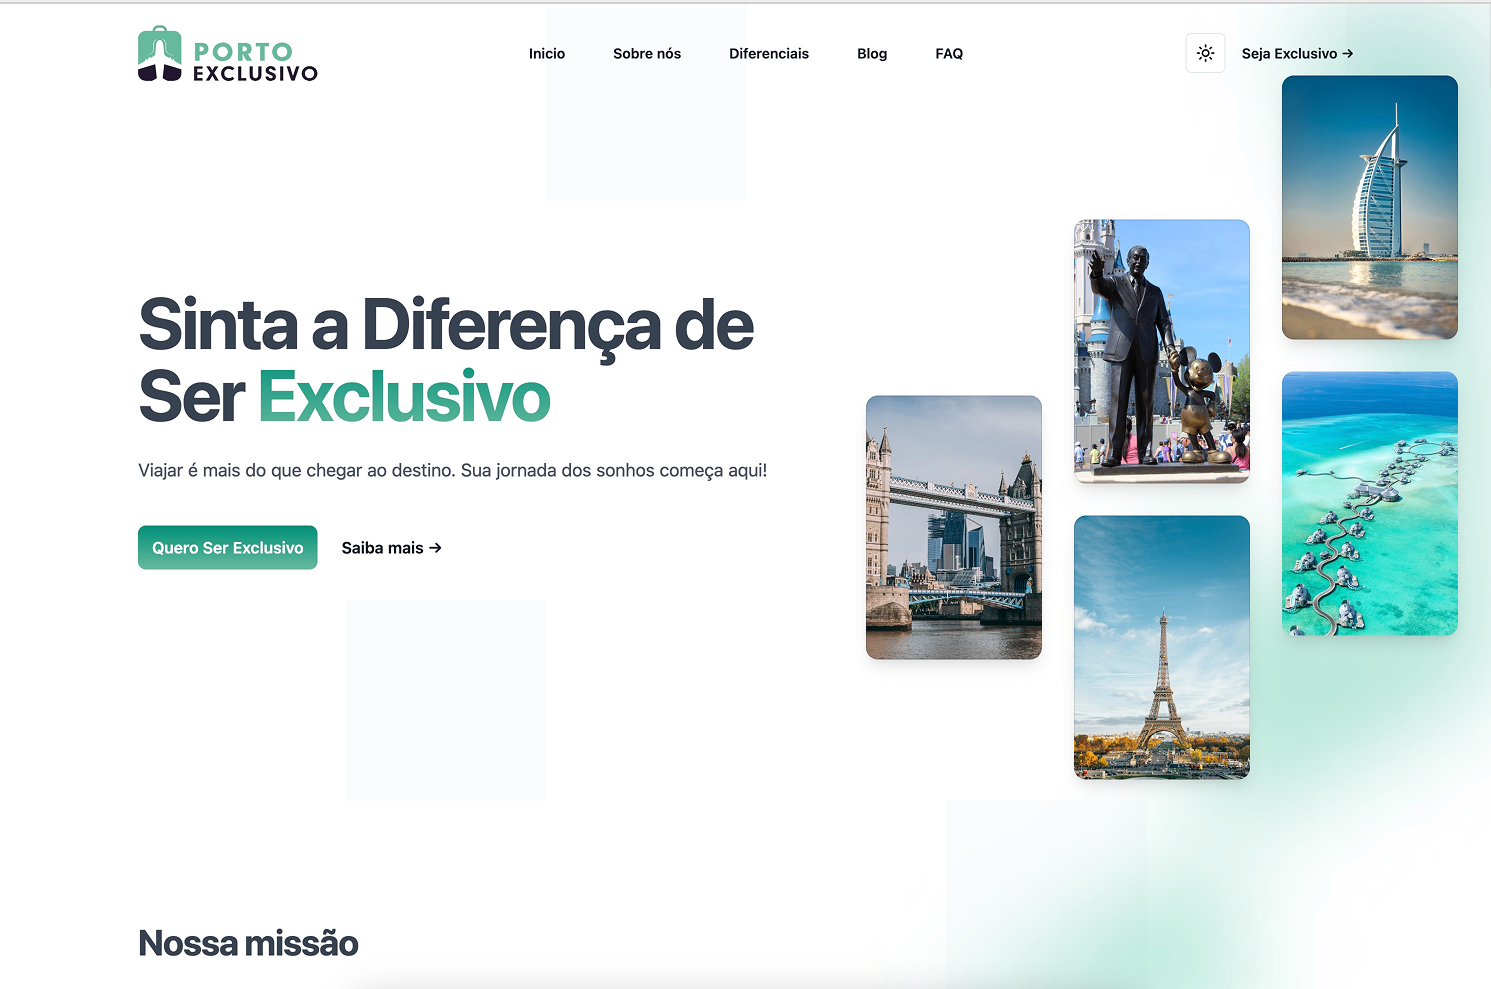 PORTO
EXCLUSIVO
Inicio
Sobre nós
Diferenciais
Blog
FAQ
Seja Exclusivo →
Sinta a Diferença de
Ser Exclusivo
Viajar é mais do que chegar ao destino. Sua jornada dos sonhos começa aqui!
Quero Ser Exclusivo
Saiba mais →
Nossa missão